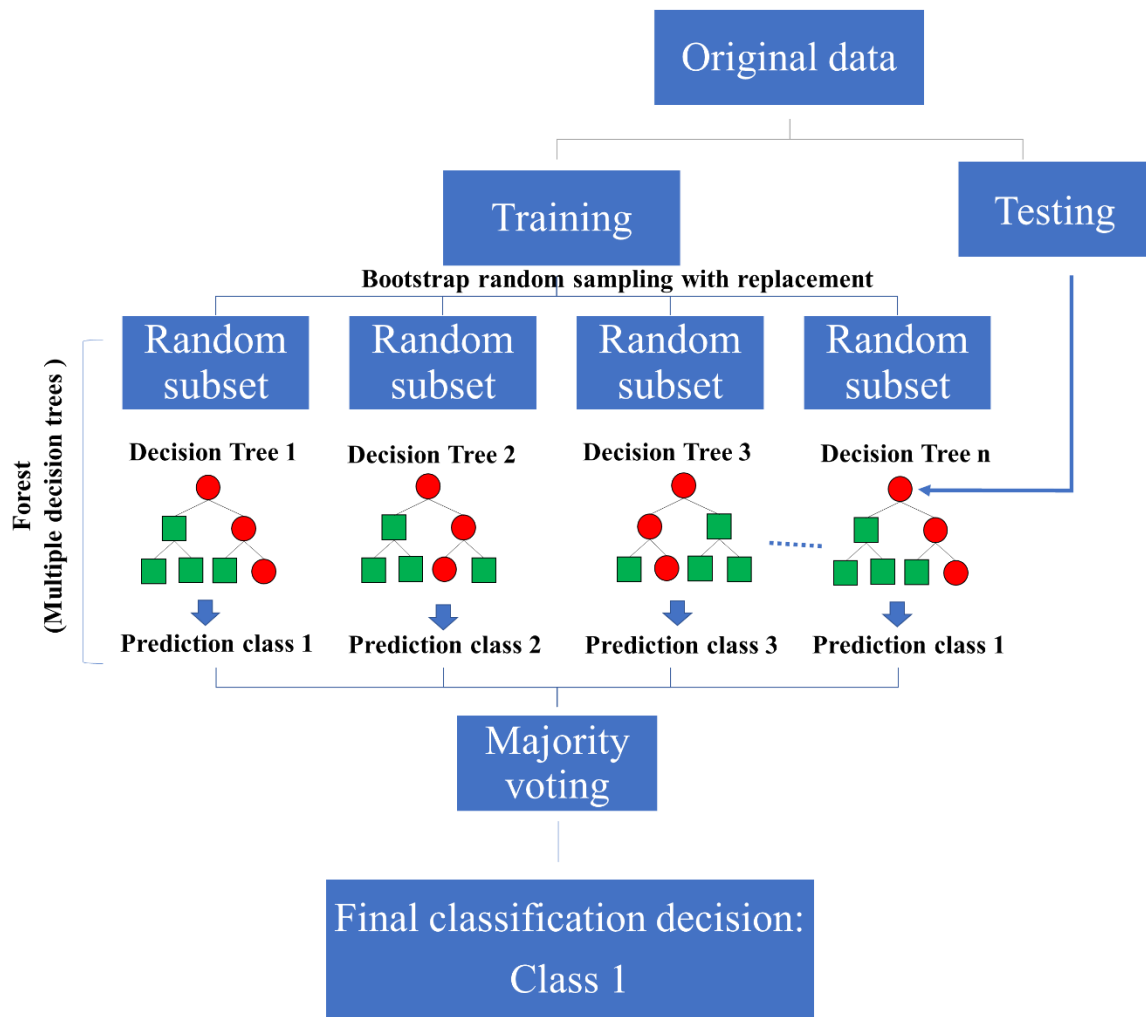 Original data
Training
Testing
Bootstrap random sampling with replacement
Random
subset
Random
subset
Random
subset
Random
subset
Forest
(Multiple decision trees )
Decision Tree 1
Decision Tree 2
Decision Tree 3
Decision Tree n
Prediction class 1
Prediction class 2
Prediction class 3
Prediction class 1
Majority
voting
Final classification decision:
Class 1